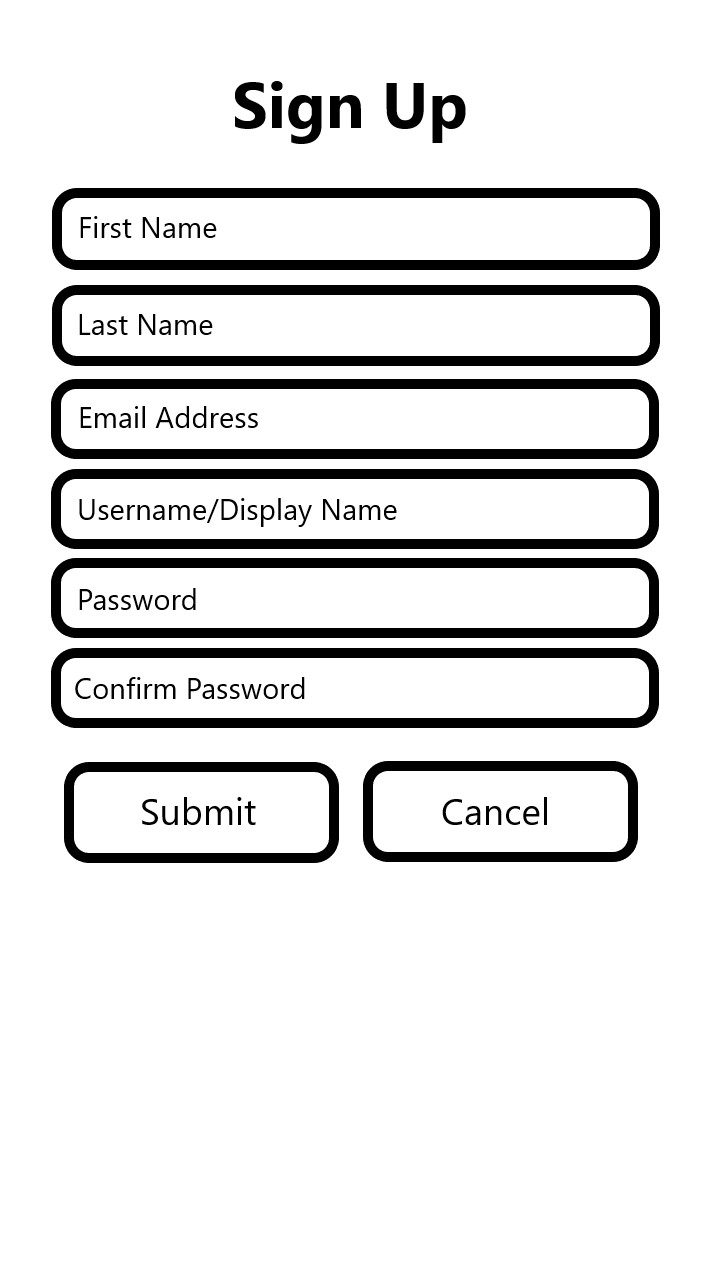 Sign Up
First Name
Last Name
Email Address
Username/Display Name
Password
Confirm Password
Submit
Cancel